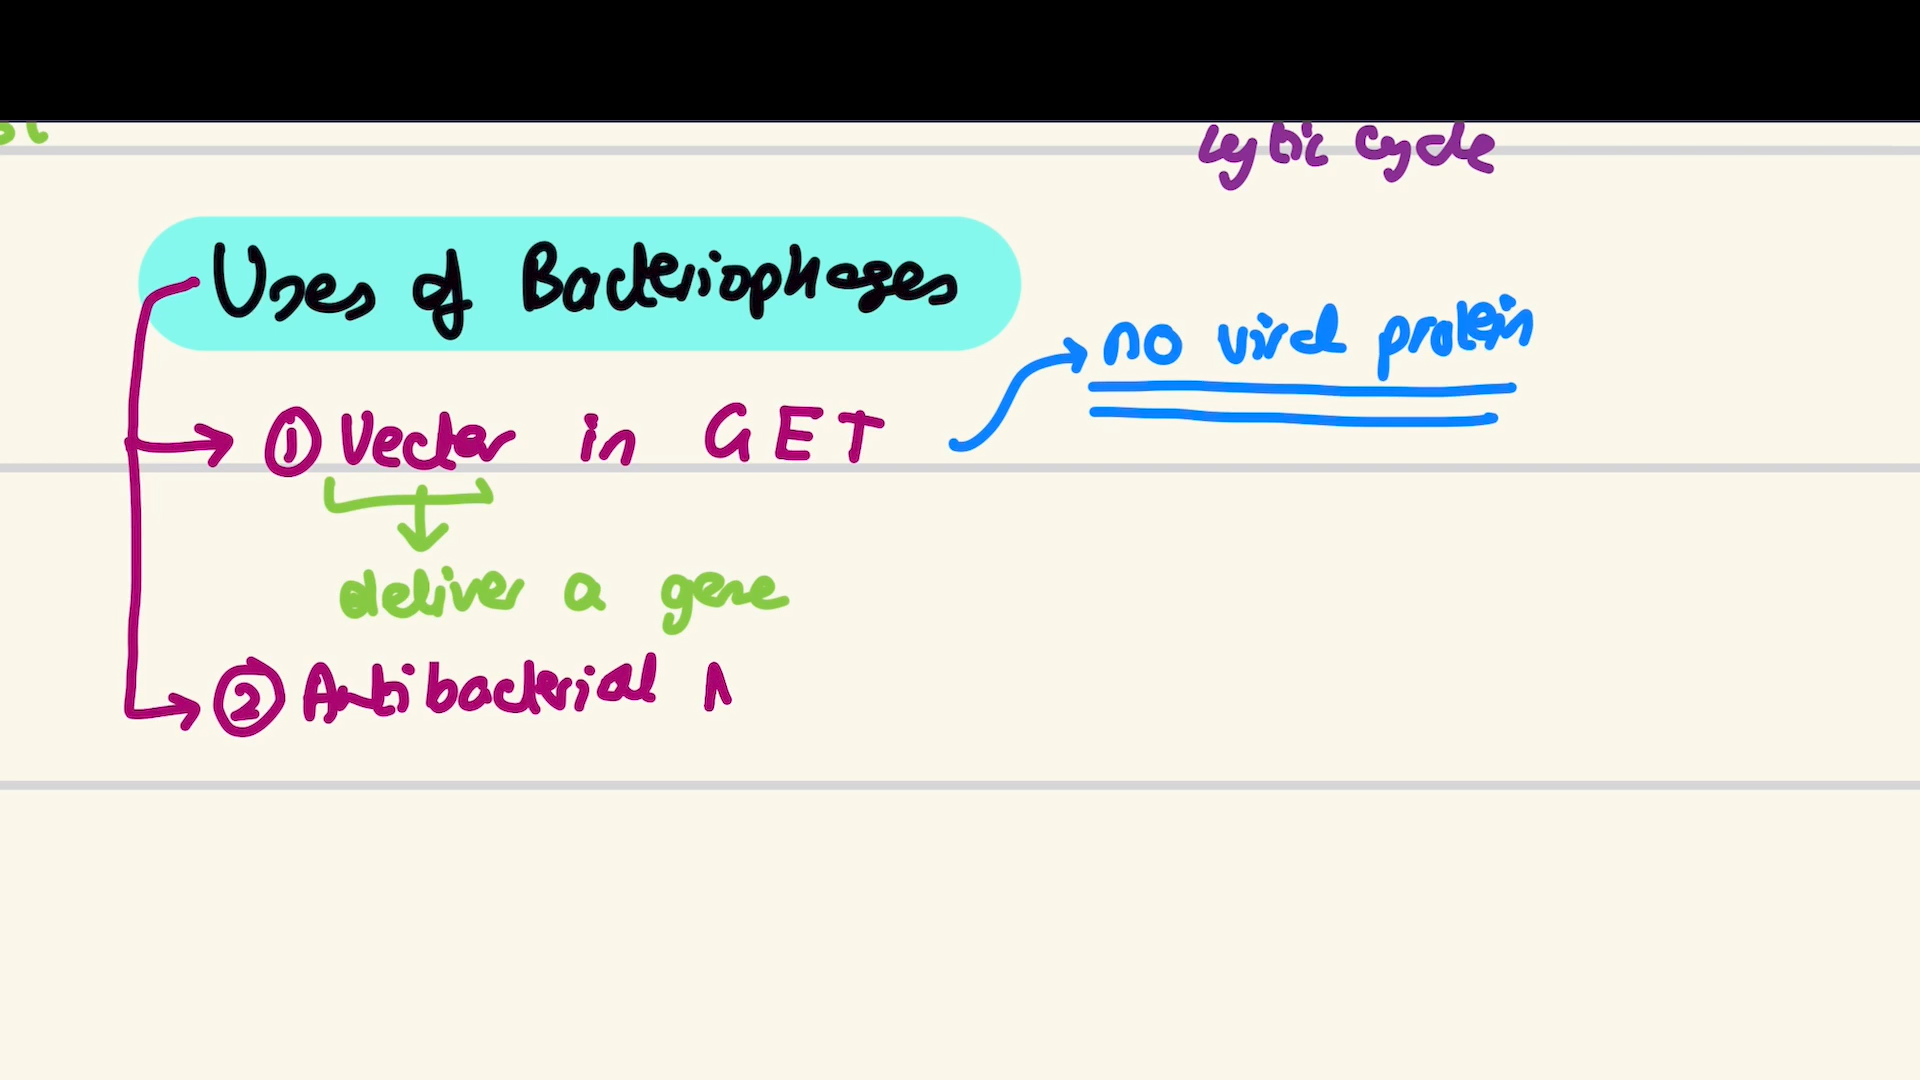 lytic cycle
Uses of Bacteriophages
no viral protein
① Vector in GET
deliver a gene
② Antibacterial